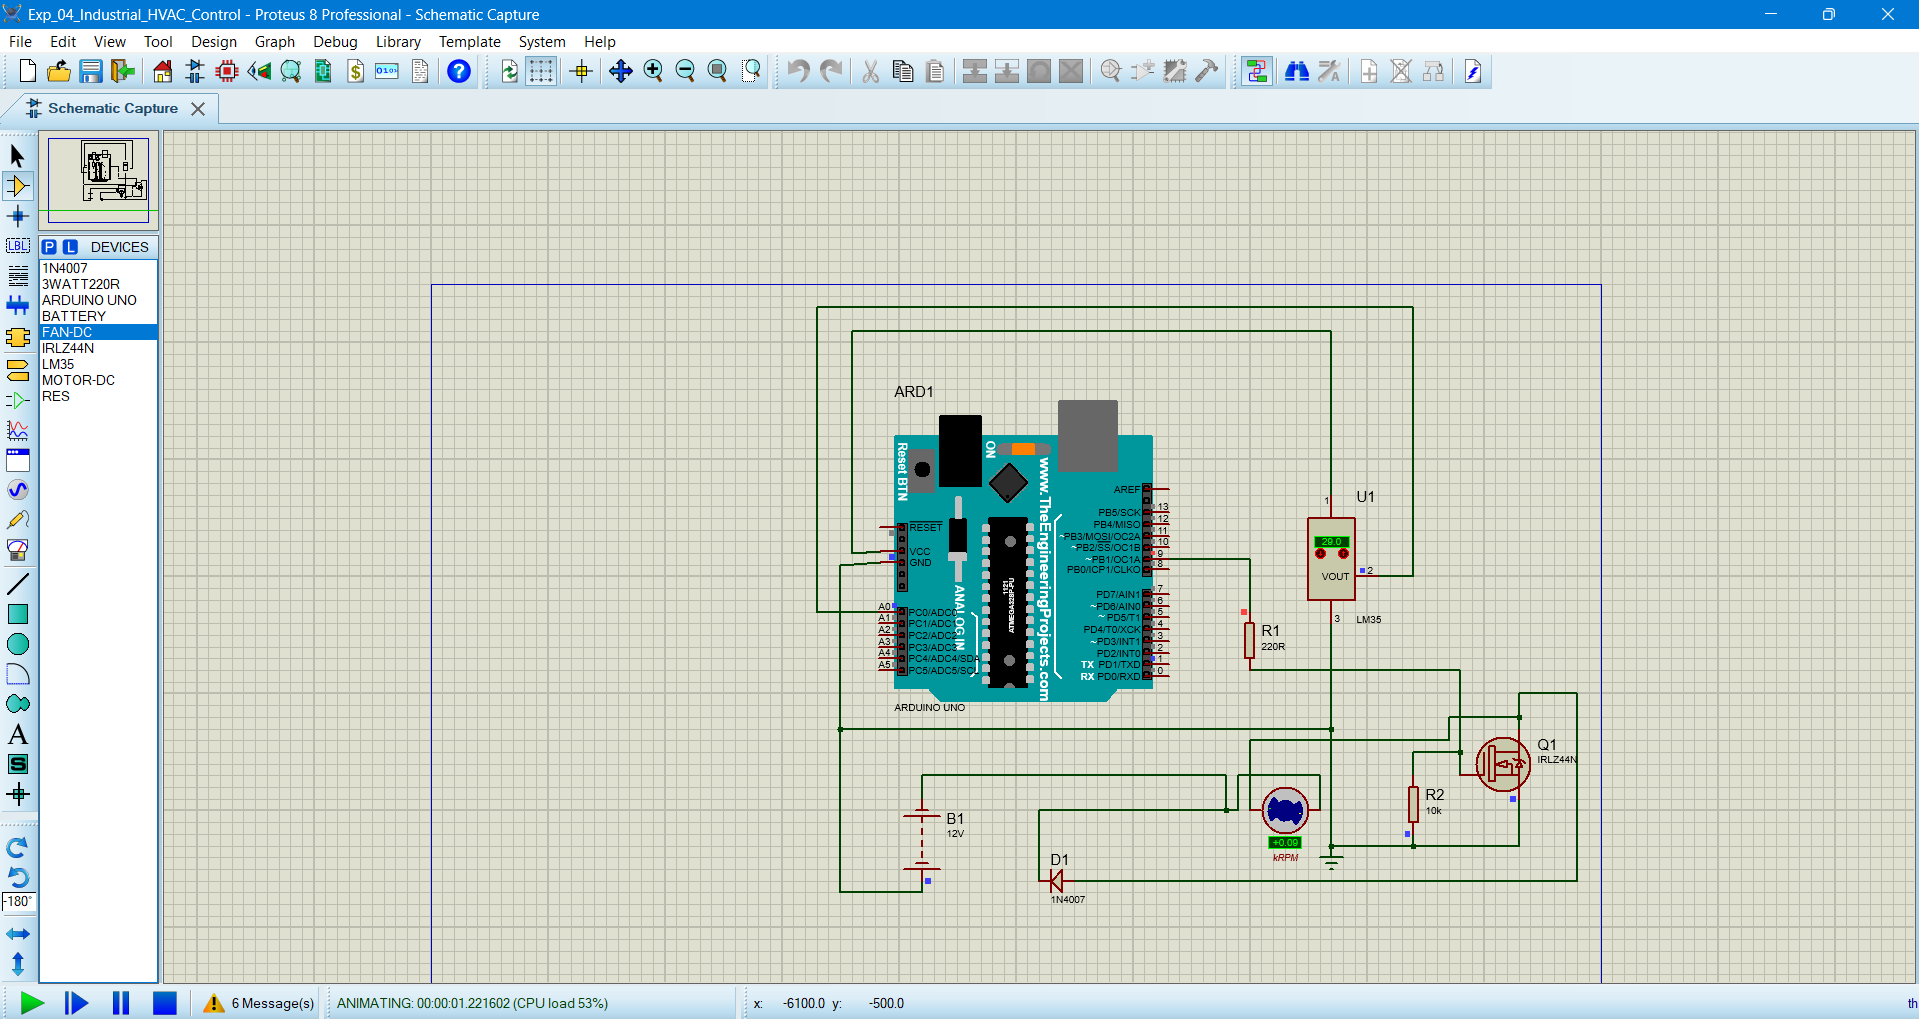 Exp_04_Industrial_HVAC_Control - Proteus 8 Professional - Schematic Capture
File Edit View Tool Design Graph Debug Library Template System Help
Schematic Capture
P L DEVICES
1N4007
3WATT220R
ARDUINO UNO
BATTERY
FAN-DC
IRLZ44N
LM35
MOTOR-DC
RES
LBL
A
S
-180°
ARD1
Reset BTN
ON
www.TheEngineeringProjects.com
ANALOG IN
1121
ATMEGA328P-PU
RESET
VCC
GND
A0 PC0/ADC0
A1 PC1/ADC1
A2 PC2/ADC2
A3 PC3/ADC3
A4 PC4/ADC4/SDA
A5 PC5/ADC5/SCL
AREF
PB5/SCK 13
PB4/MISO 12
~PB3/MOSI/OC2A 11
~PB2/SS/OC1B 10
~PB1/OC1A 9
PB0/ICP1/CLKO 8
PD7/AIN1 7
~PD6/AIN0 6
~PD5/T1 5
PD4/T0/XCK 4
~PD3/INT1 3
PD2/INT0 2
TX PD1/TXD 1
RX PD0/RXD 0
ARDUINO UNO
U1
1
29.0
VOUT 2
3
LM35
R1
220R
Q1
IRLZ44N
R2
10k
B1
12V
+0.09
kRPM
D1
1N4007
6 Message(s) ANIMATING: 00:00:01.221602 (CPU load 53%) x: -6100.0 y: -500.0 th